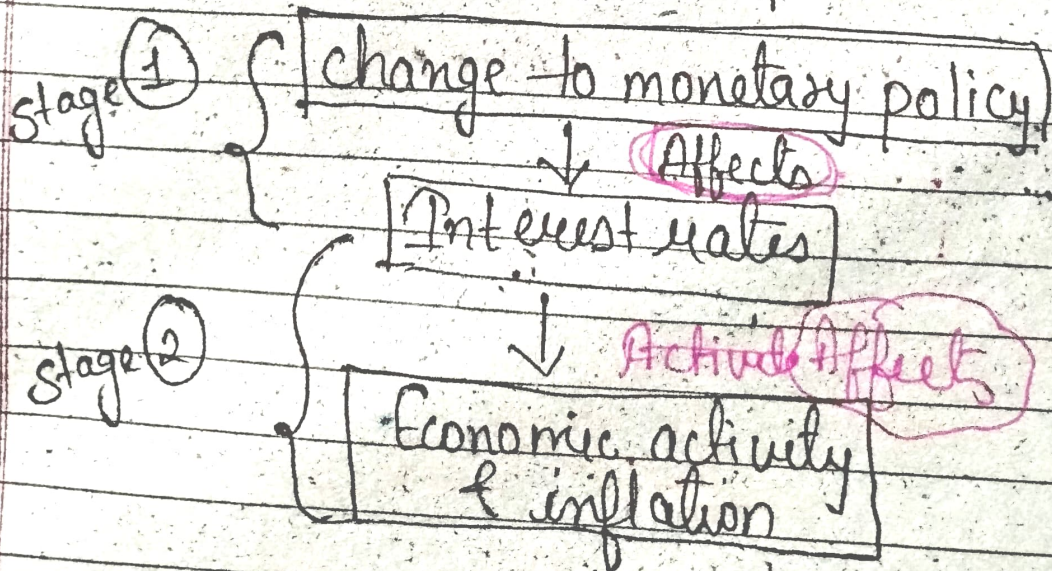 Stage 1
Change to monetary policy
Affects
Interest rates
Stage 2
Affects
Economic activity
& inflation